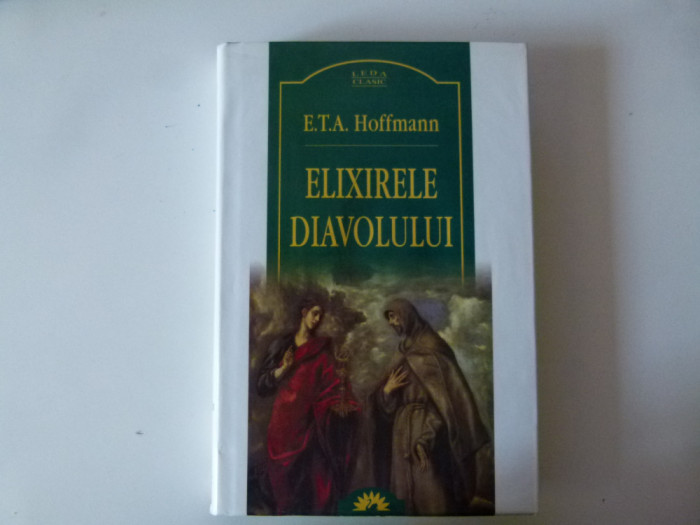 LEDA
CLASIC
E.T.A. Hoffmann
ELIXIRELE
DIAVOLULUI